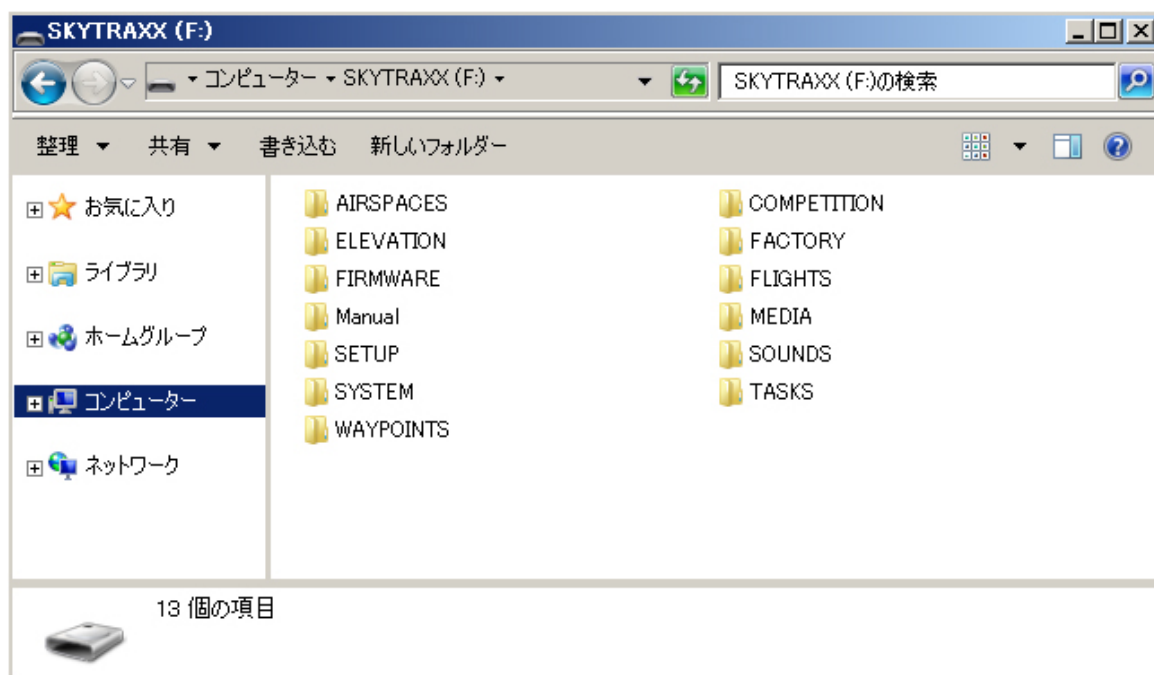 SKYTRAXX (F:)
コンピューター SKYTRAXX (F:) SKYTRAXX (F:)の検索
整理 共有 書き込む 新しいフォルダー
お気に入り
ライブラリ
ホームグループ
コンピューター
ネットワーク
AIRSPACES COMPETITION
ELEVATION FACTORY
FIRMWARE FLIGHTS
Manual MEDIA
SETUP SOUNDS
SYSTEM TASKS
WAYPOINTS
13 個の項目